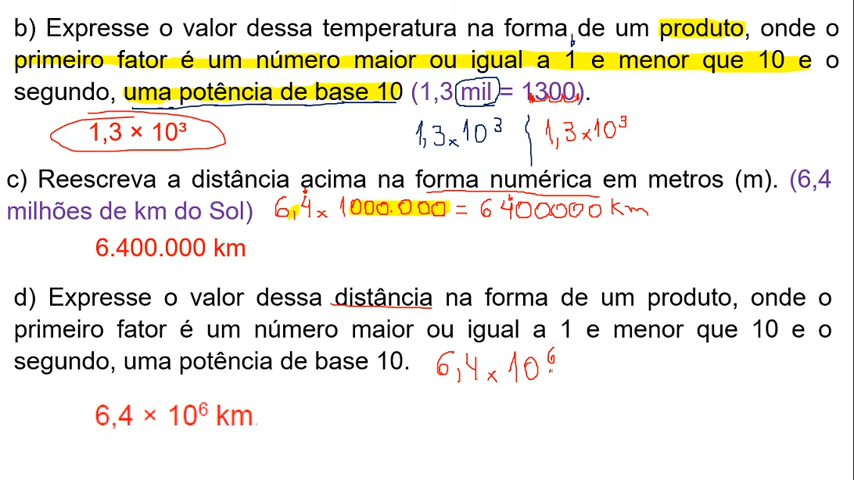 b) Expresse o valor dessa temperatura na forma de um produto, onde o
primeiro fator é um número maior ou igual a 1 e menor que 10 e o
segundo, uma potência de base 10 (1,3 mil = 1300).
1,3 × 10³ 1,3 x 10³ { 1,3 x 10³
c) Reescreva a distância acima na forma numérica em metros (m). (6,4
milhões de km do Sol) 6,4 x 1000.000 = 6400000 km
6.400.000 km
d) Expresse o valor dessa distância na forma de um produto, onde o
primeiro fator é um número maior ou igual a 1 e menor que 10 e o
segundo, uma potência de base 10. 6,4 x 10⁶
6,4 × 10⁶ km